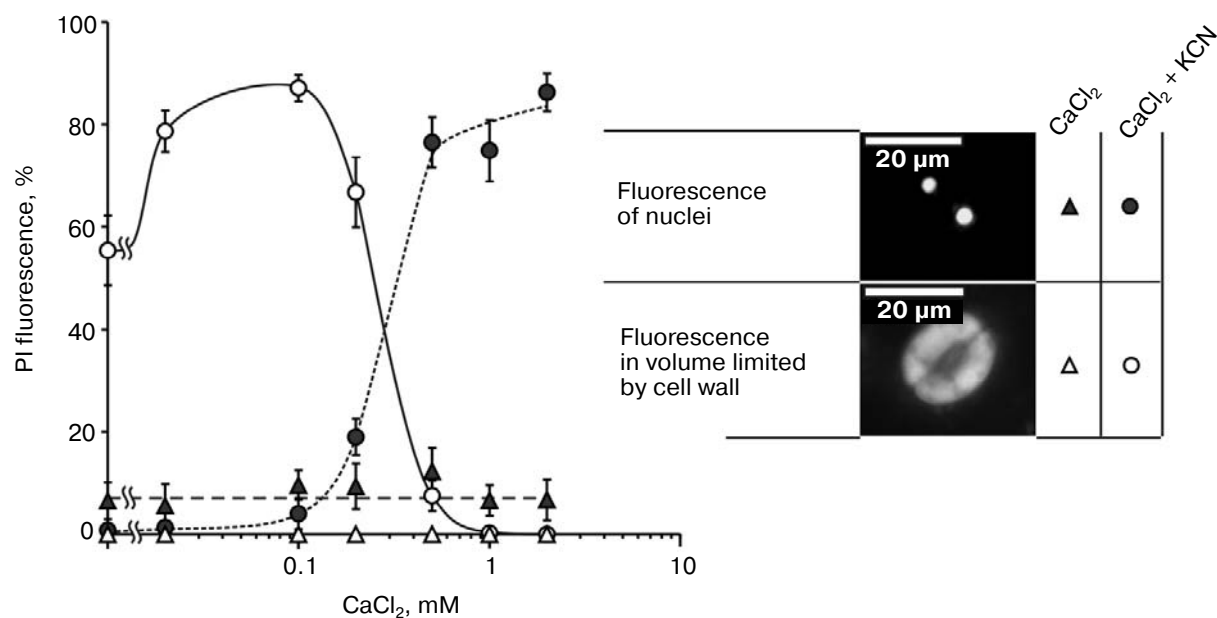 100
80
60
40
20
0
PI fluorescence, %
0.1
1
10
CaCl₂, mM
CaCl₂
CaCl₂ + KCN
20 µm
Fluorescence
of nuclei
20 µm
Fluorescence
in volume limited
by cell wall